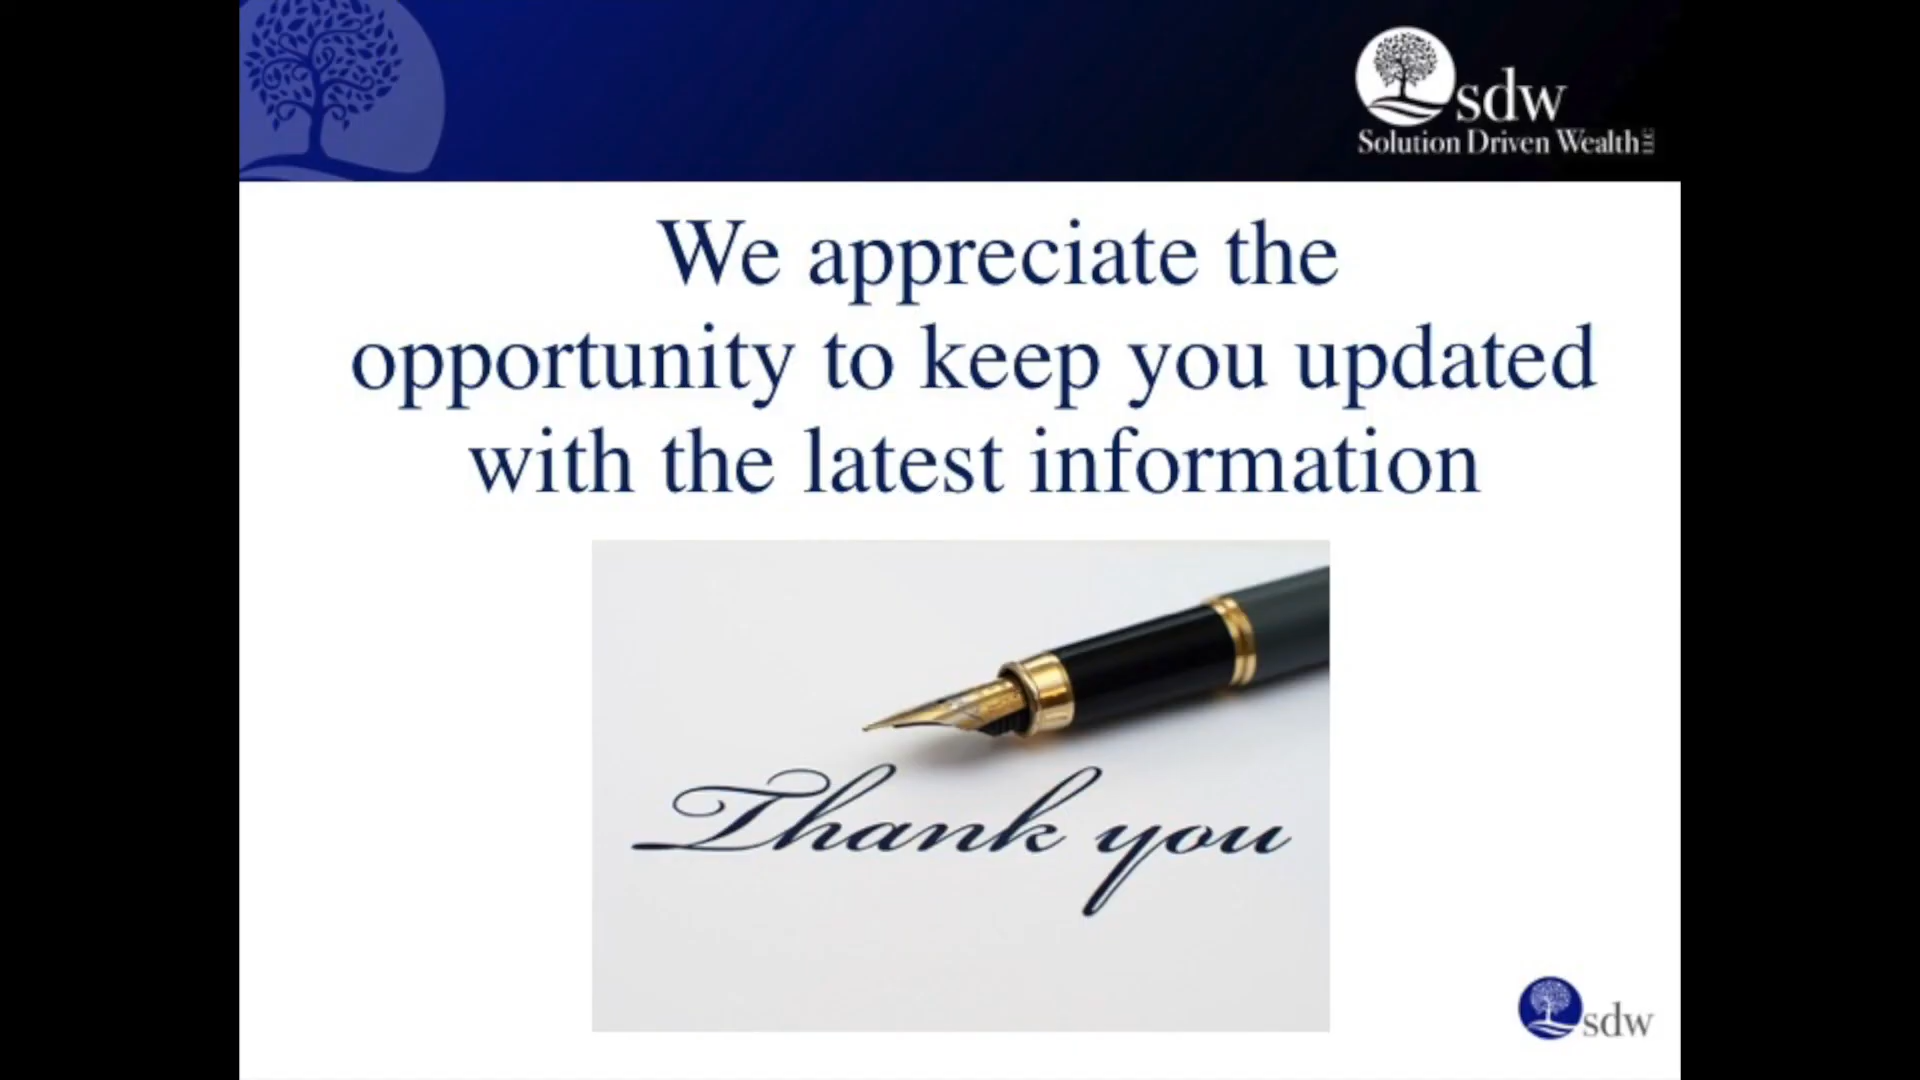 sdw
Solution Driven Wealth LLC
We appreciate the
opportunity to keep you updated
with the latest information
Thank you
sdw